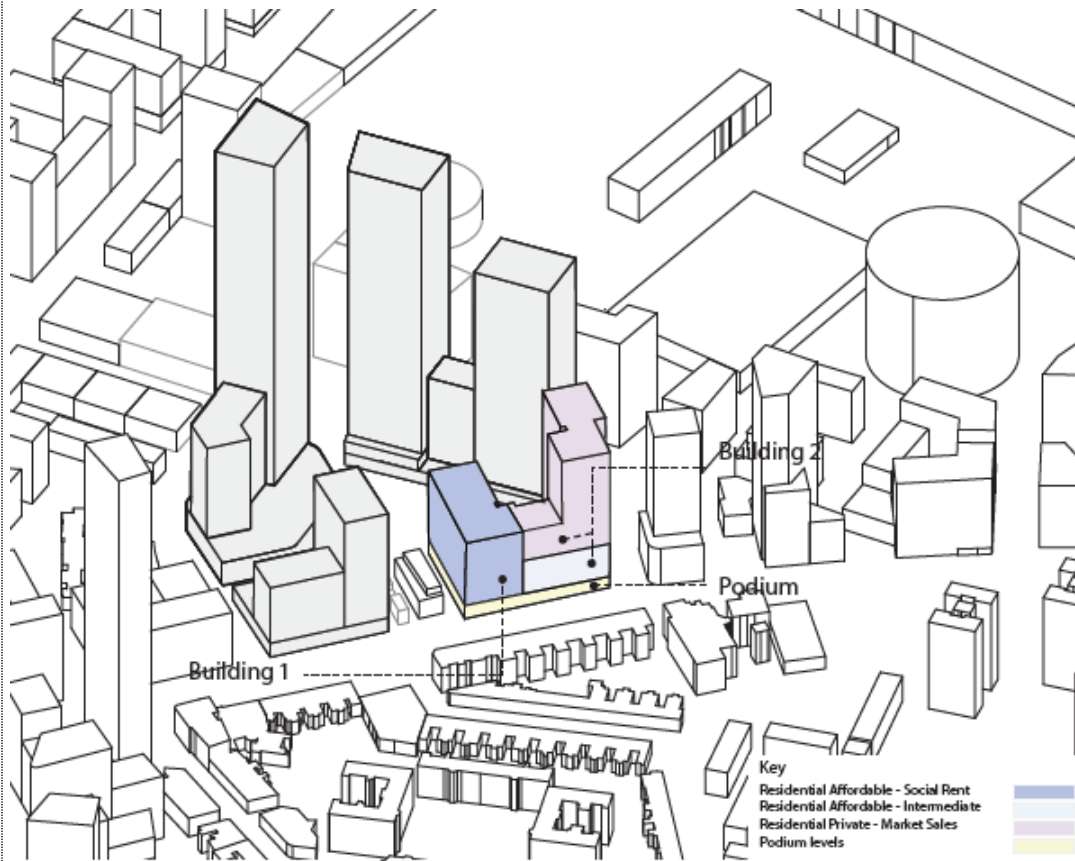 Building 2
Podium
Building 1
Key
Residential Affordable - Social Rent
Residential Affordable - Intermediate
Residential Private - Market Sales
Podium levels